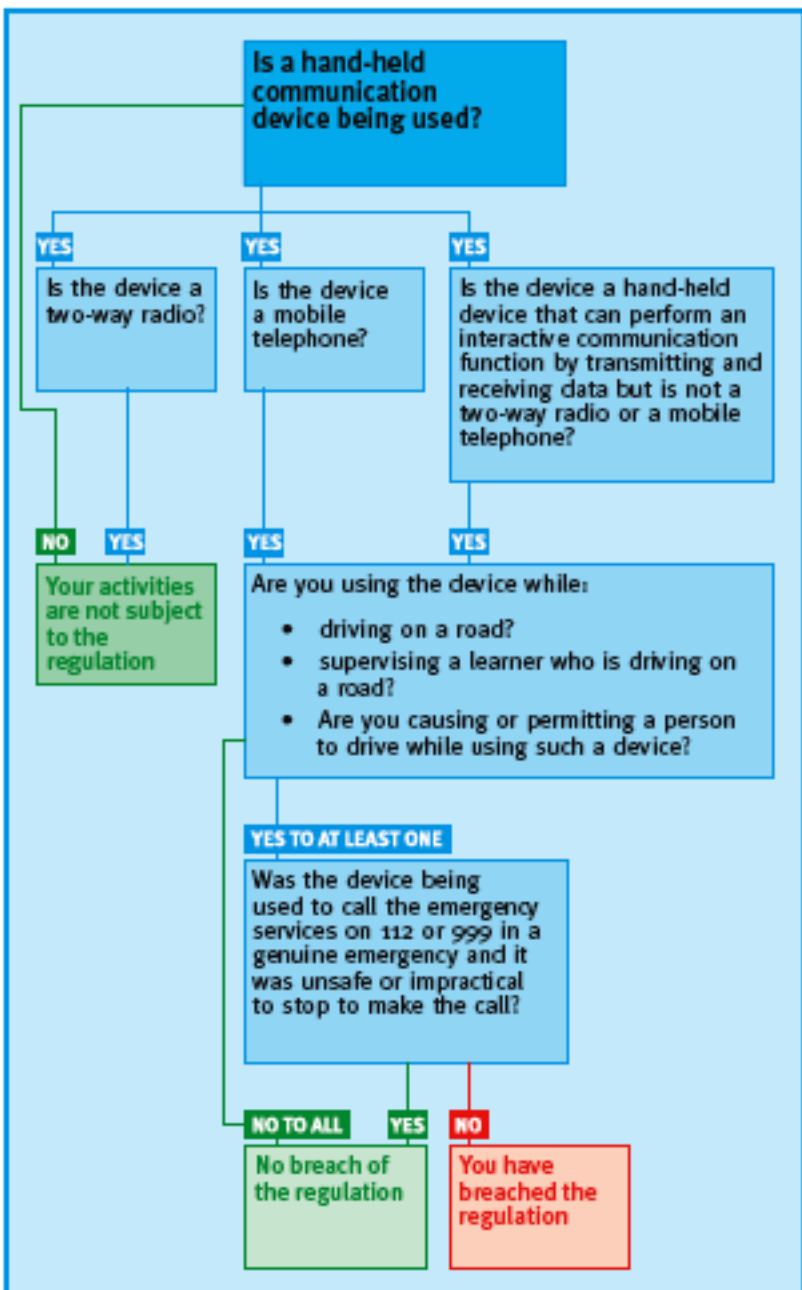 Is a hand-held
communication
device being used?
YES
YES
YES
Is the device a
two-way radio?
Is the device
a mobile
telephone?
Is the device a hand-held
device that can perform an
interactive communication
function by transmitting and
receiving data but is not a
two-way radio or a mobile
telephone?
NO
YES
YES
YES
Your activities
are not subject
to the
regulation
Are you using the device while:
• driving on a road?
• supervising a learner who is driving on
a road?
• Are you causing or permitting a person
to drive while using such a device?
YES TO AT LEAST ONE
Was the device being
used to call the emergency
services on 112 or 999 in a
genuine emergency and it
was unsafe or impractical
to stop to make the call?
NO TO ALL
YES
NO
No breach of
the regulation
You have
breached the
regulation